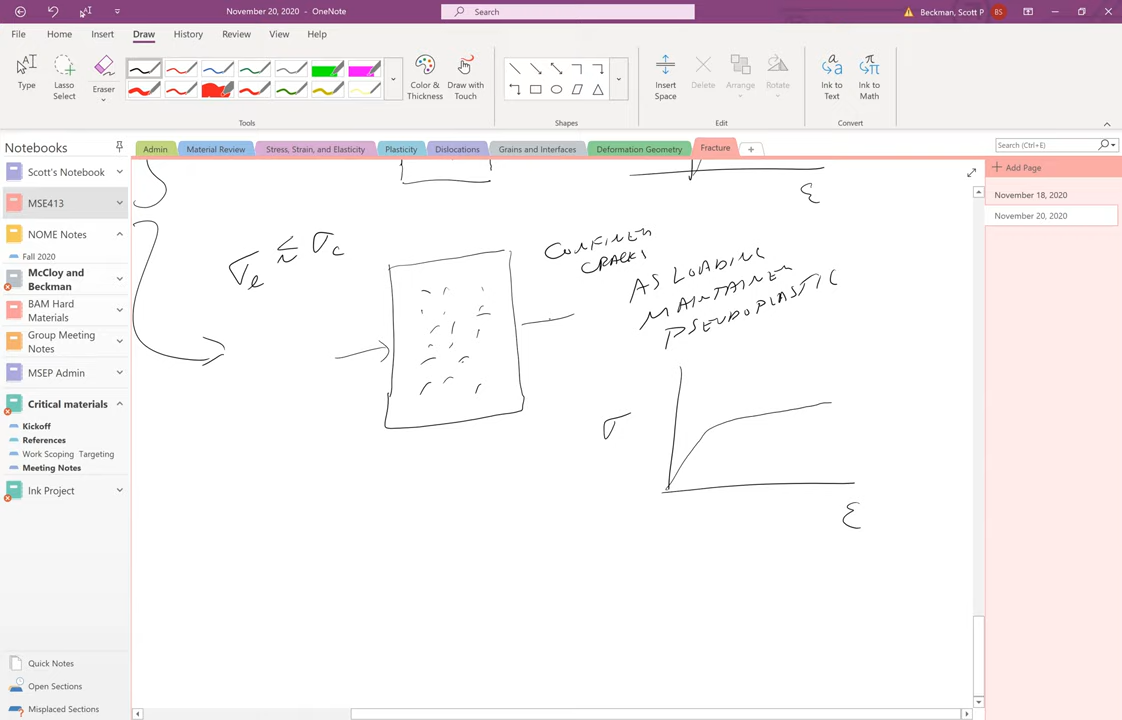 November 20, 2020 - OneNote
Search
Beckman, Scott P
BS
File
Home
Insert
Draw
History
Review
View
Help
Type
Lasso
Select
Eraser
Color &
Thickness
Draw with
Touch
Insert
Space
Delete
Arrange
Rotate
Ink to
Text
Ink to
Math
Tools
Shapes
Edit
Convert
Notebooks
Admin
Material Review
Stress, Strain, and Elasticity
Plasticity
Dislocations
Grains and Interfaces
Deformation Geometry
Fracture
Search (Ctrl+E)
Scott's Notebook
MSE413
NOME Notes
Fall 2020
McCloy and
Beckman
BAM Hard
Materials
Group Meeting
Notes
MSEP Admin
Critical materials
Kickoff
References
Work Scoping Targeting
Meeting Notes
Ink Project
Quick Notes
Open Sections
Misplaced Sections
Add Page
November 18, 2020
November 20, 2020
ε
σe ≲ σc
CONFINED
CRACKS
AS LOADING
MAINTAINED
PSEUDOPLASTIC
σ
ε